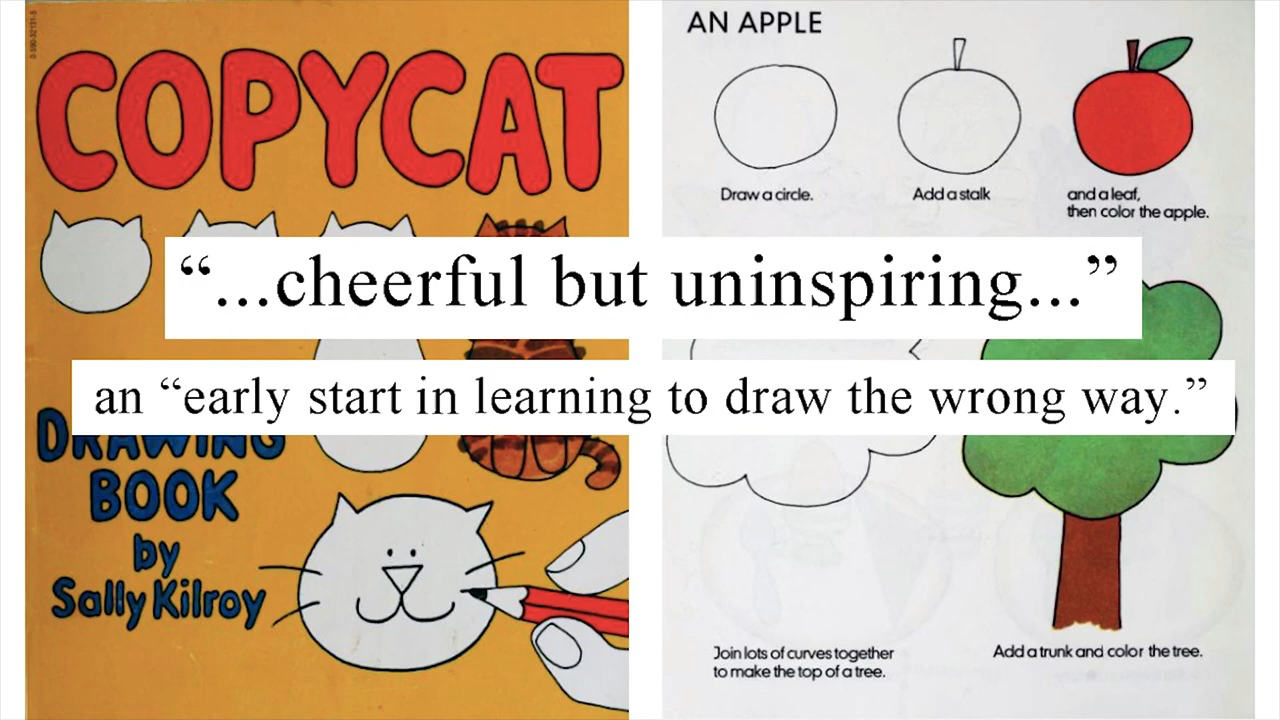 COPYCAT
DRAWING
BOOK
by
Sally Kilroy
AN APPLE
Draw a circle.
Add a stalk
and a leaf,
then color the apple.
“...cheerful but uninspiring...”
an “early start in learning to draw the wrong way.”
Join lots of curves together
to make the top of a tree.
Add a trunk and color the tree.